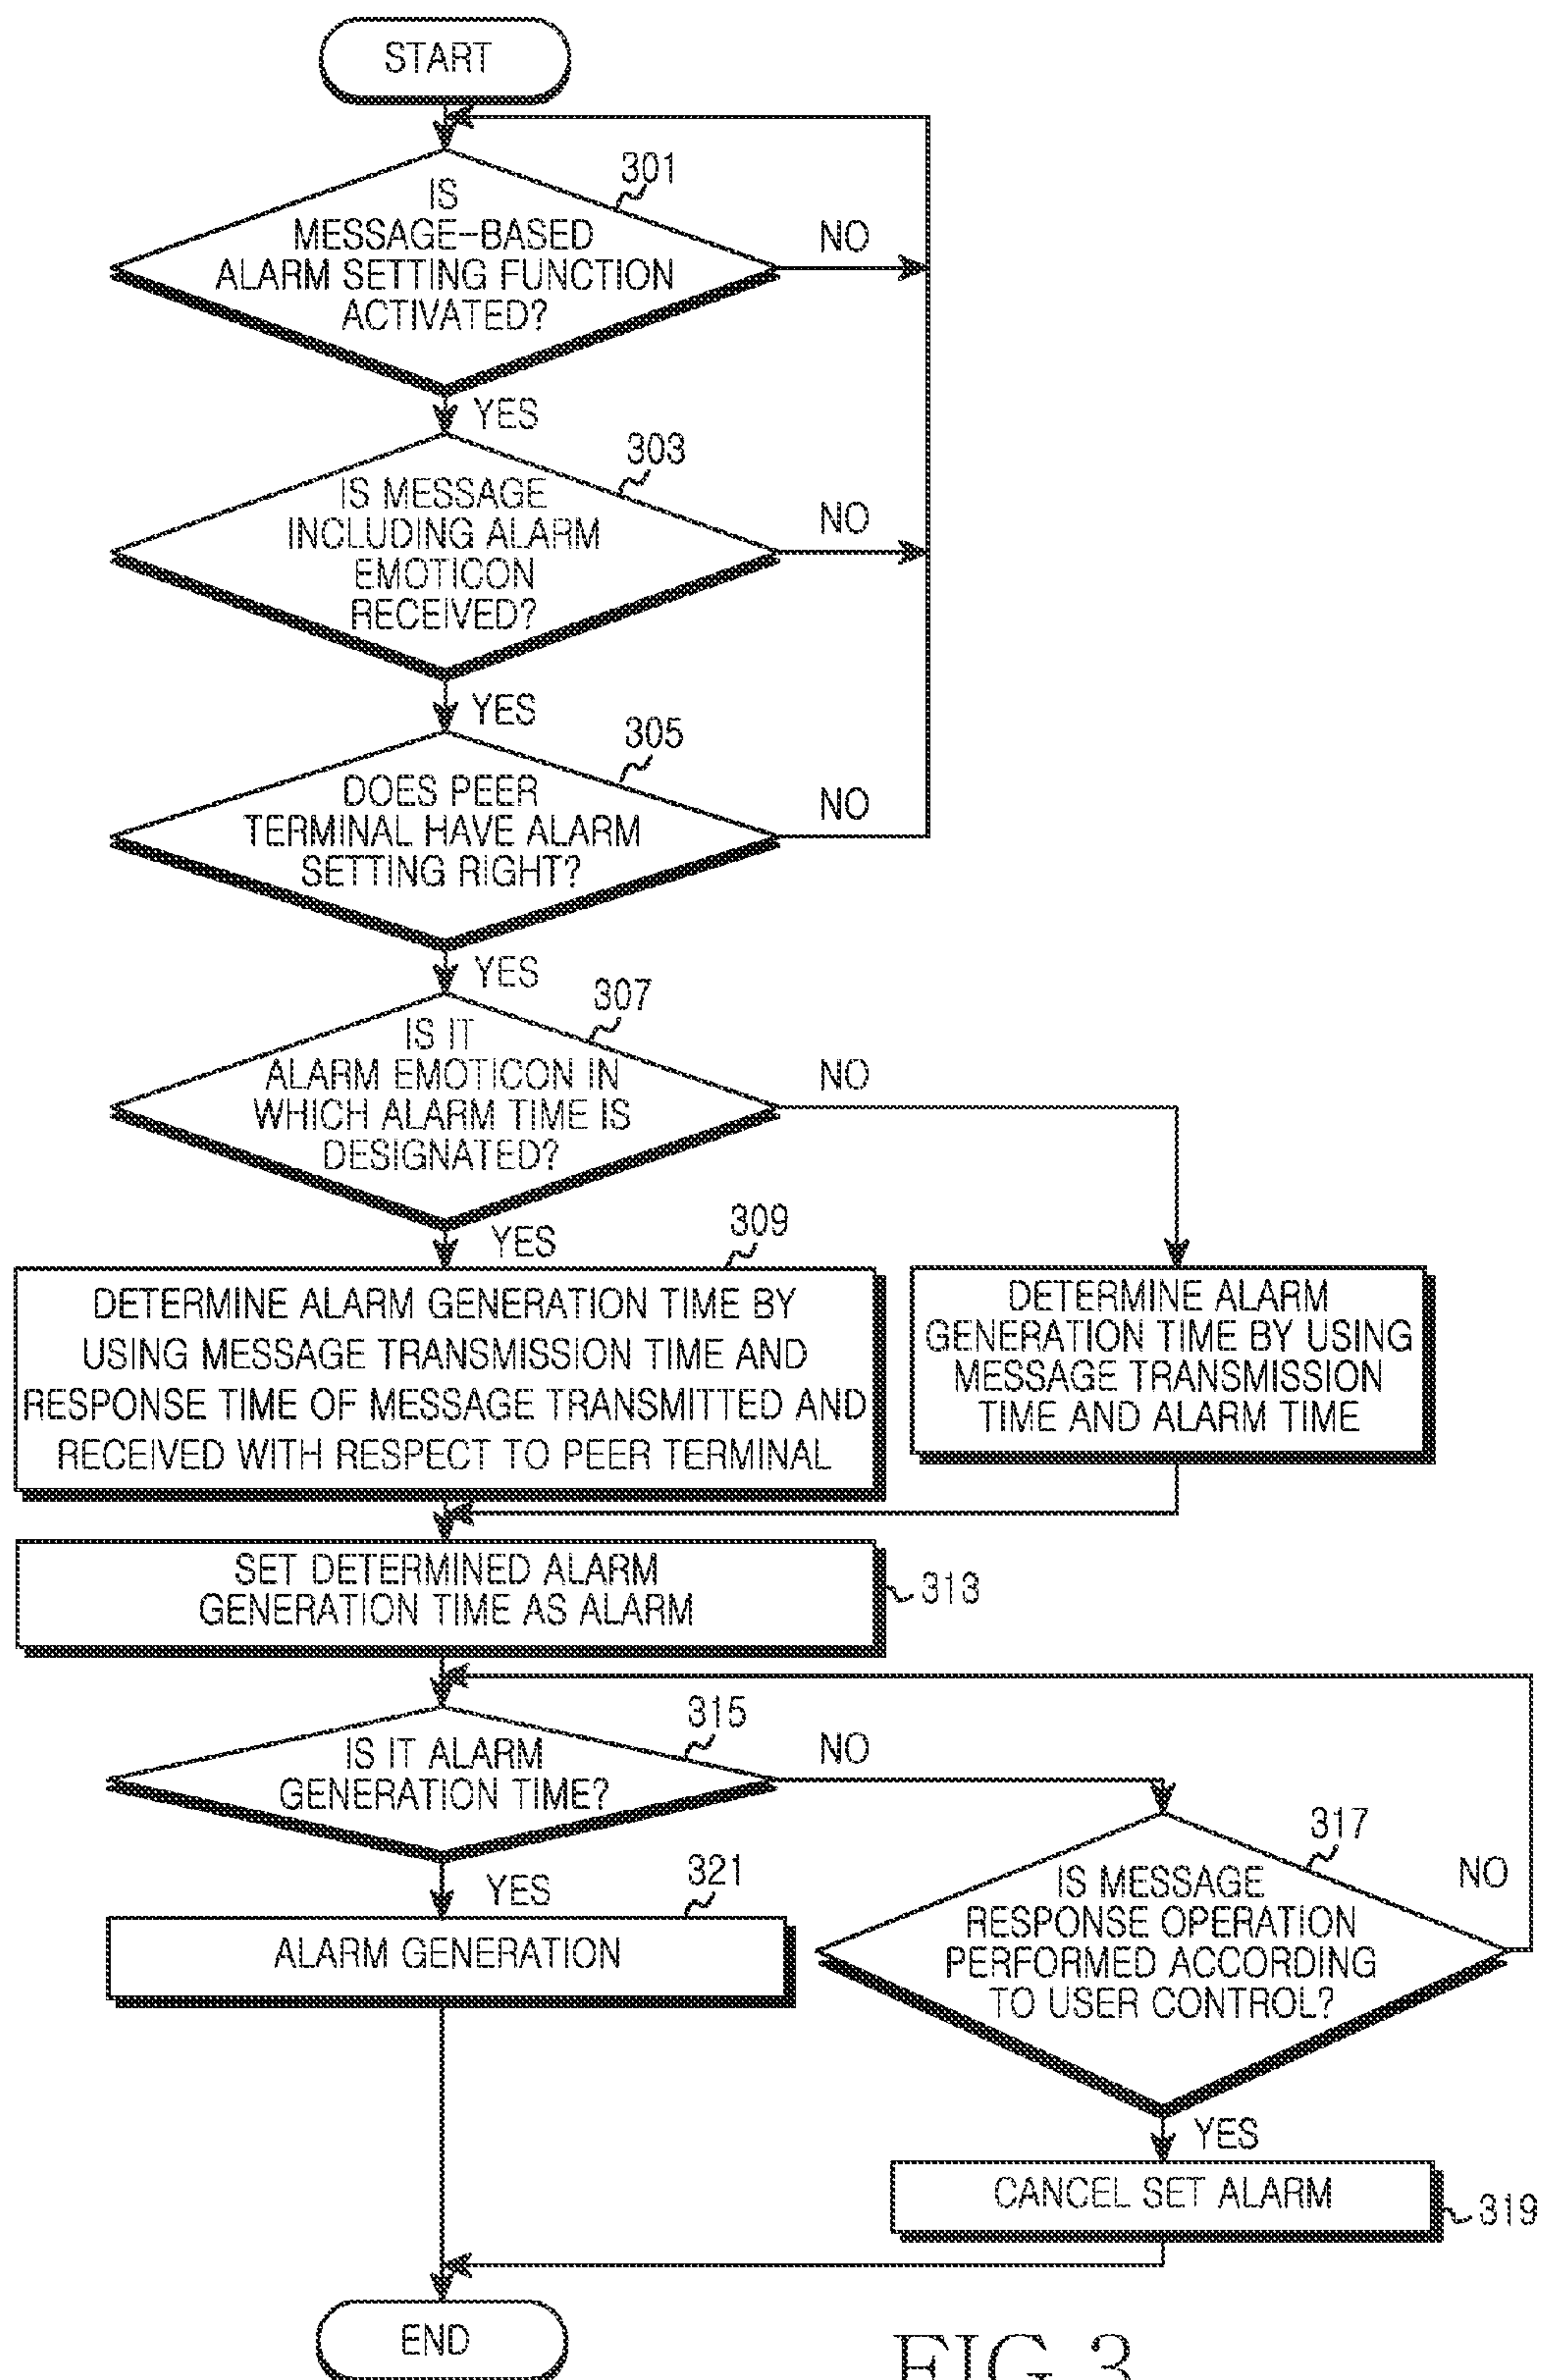 START
301
IS
MESSAGE-BASED
ALARM SETTING FUNCTION
ACTIVATED?
NO
YES
303
IS MESSAGE
INCLUDING ALARM
EMOTICON
RECEIVED?
NO
YES
305
DOES PEER
TERMINAL HAVE ALARM
SETTING RIGHT?
NO
YES
307
IS IT
ALARM EMOTICON IN
WHICH ALARM TIME IS
DESIGNATED?
NO
YES
309
DETERMINE ALARM GENERATION TIME BY
USING MESSAGE TRANSMISSION TIME AND
RESPONSE TIME OF MESSAGE TRANSMITTED AND
RECEIVED WITH RESPECT TO PEER TERMINAL
DETERMINE ALARM
GENERATION TIME BY USING
MESSAGE TRANSMISSION
TIME AND ALARM TIME
SET DETERMINED ALARM
GENERATION TIME AS ALARM
313
315
IS IT ALARM
GENERATION TIME?
NO
YES
321
ALARM GENERATION
317
IS MESSAGE
RESPONSE OPERATION
PERFORMED ACCORDING
TO USER CONTROL?
NO
YES
CANCEL SET ALARM
319
END
FIG.3